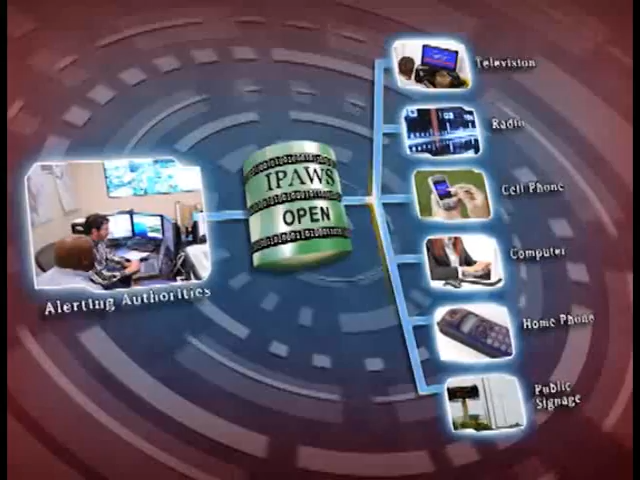 Television
Radio
Cell Phone
IPAWS
OPEN
Computer
Alerting Authorities
Home Phone
Public
Signage